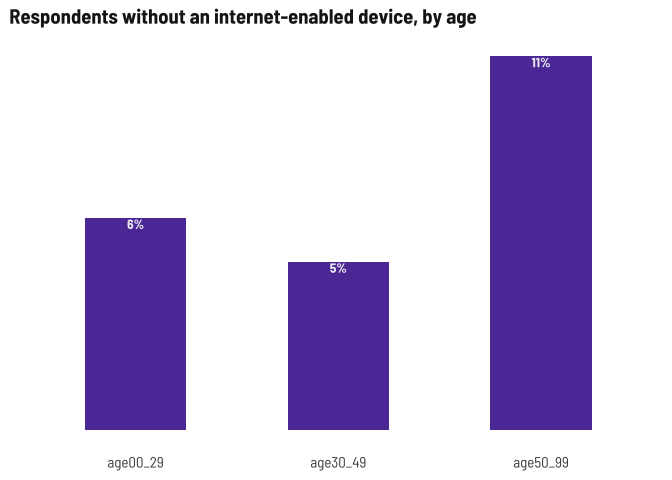 Respondents without an internet-enabled device, by age
11%
6%
5%
age00_29
age30_49
age50_99